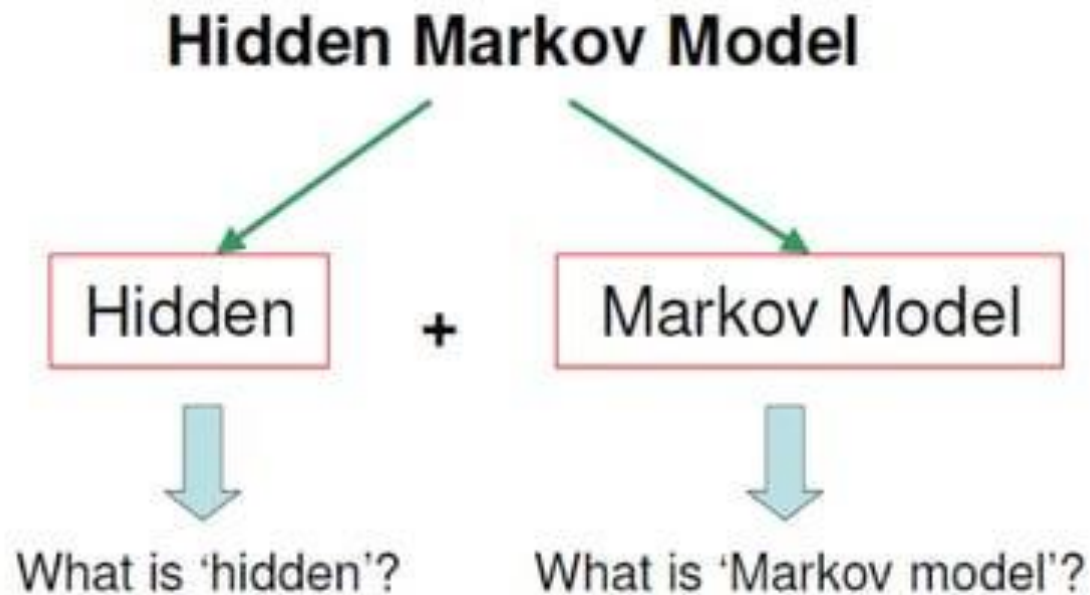 Hidden Markov Model
Hidden + Markov Model
What is ‘hidden’? What is ‘Markov model’?